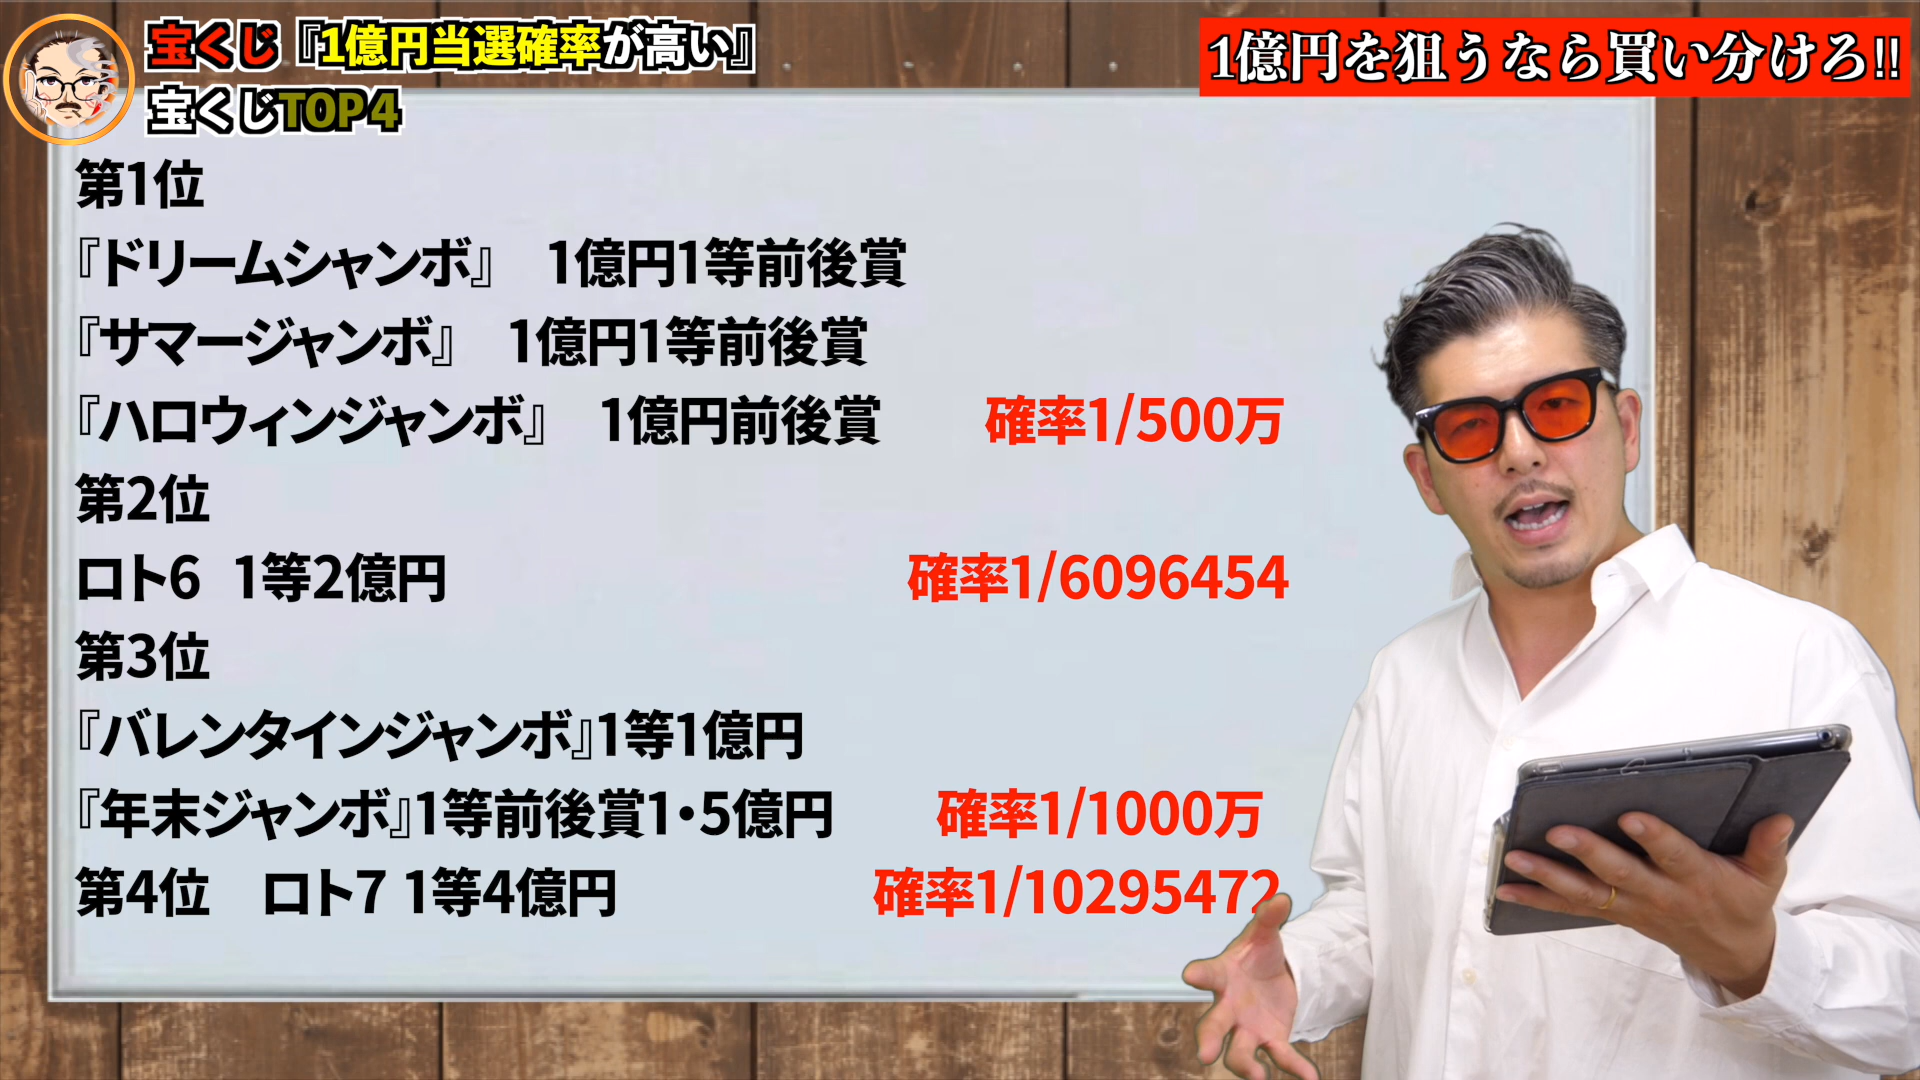 宝くじ『1億円当選確率が高い』
宝くじTOP4
1億円を狙うなら買い分けろ!!
第1位
『ドリームシャンボ』 1億円1等前後賞
『サマージャンボ』 1億円1等前後賞
『ハロウィンジャンボ』 1億円前後賞 確率1/500万
第2位
ロト6 1等2億円 確率1/6096454
第3位
『バレンタインジャンボ』1等1億円
『年末ジャンボ』1等前後賞1・5億円 確率1/1000万
第4位 ロト7 1等4億円 確率1/10295472